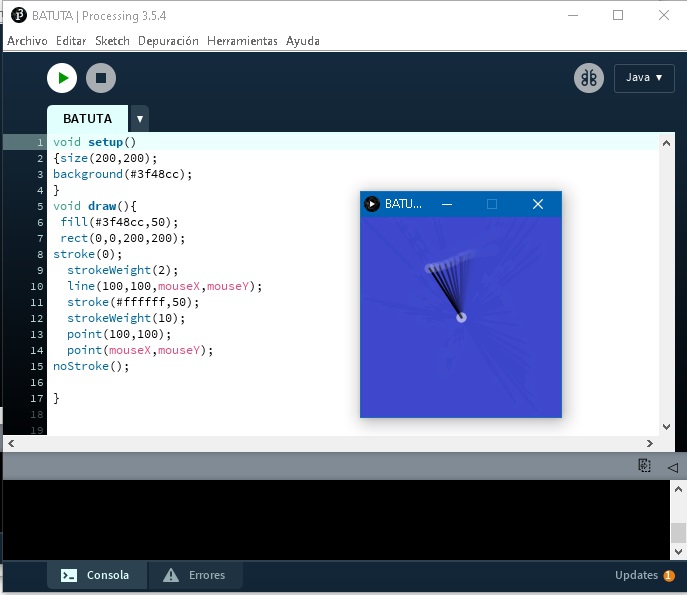 BATUTA | Processing 3.5.4
Archivo Editar Sketch Depuración Herramientas Ayuda
Java ▼
BATUTA ▼
1 void setup()
2 {size(200,200);
3 background(#3f48cc);
4 }
5 void draw(){
6 fill(#3f48cc,50);
7 rect(0,0,200,200);
8 stroke(0);
9 strokeWeight(2);
10 line(100,100,mouseX,mouseY);
11 stroke(#ffffff,50);
12 strokeWeight(10);
13 point(100,100);
14 point(mouseX,mouseY);
15 noStroke();
16
17 }
18
19
BATU...
Consola Errores Updates 1